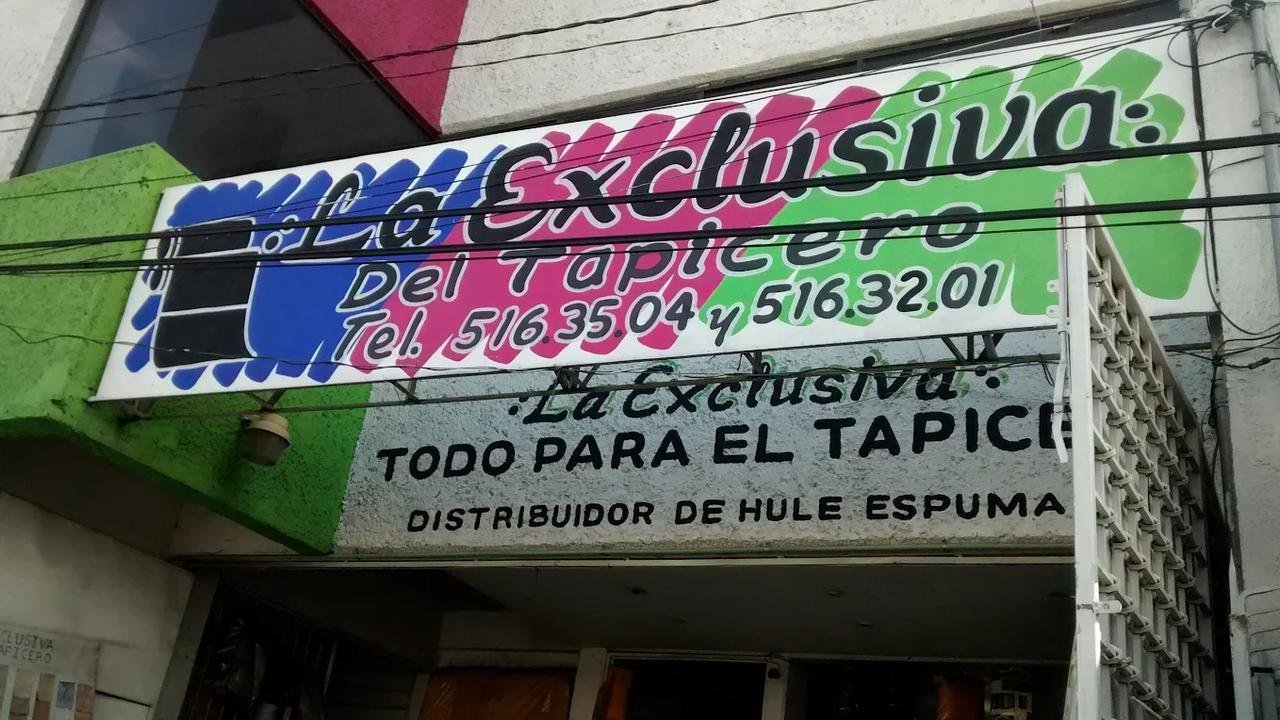 :La Exclusiva:
Del Tapicero
Tel. 516.35.04 y 516.32.01
:La Exclusiva:
TODO PARA EL TAPICE
DISTRIBUIDOR DE HULE ESPUMA
CLUSIVA
APICERO